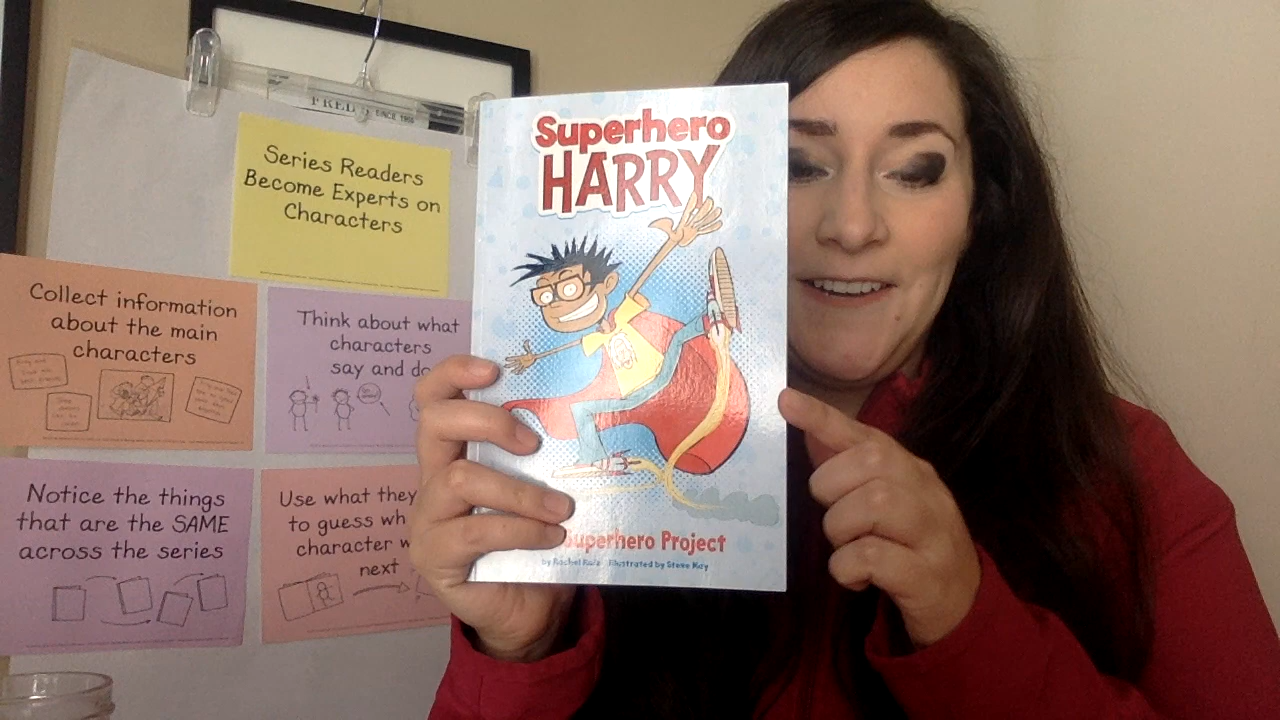 FRED
SINCE 1868
Series Readers
Become Experts on
Characters
Collect information
about the main
characters
Think about what
characters
say and do
Notice the things
that are the SAME
across the series
Use what they
to guess wh
character w
next
Superhero
HARRY
Superhero Project
by Rachel Ruiz illustrated by Steve May